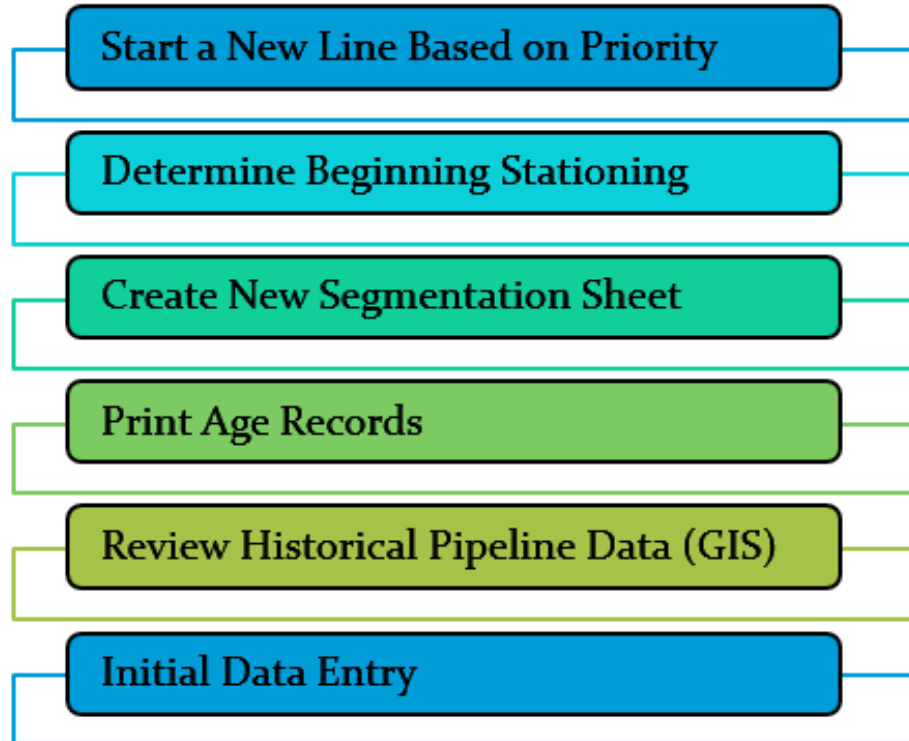 Start a New Line Based on Priority
Determine Beginning Stationing
Create New Segmentation Sheet
Print Age Records
Review Historical Pipeline Data (GIS)
Initial Data Entry